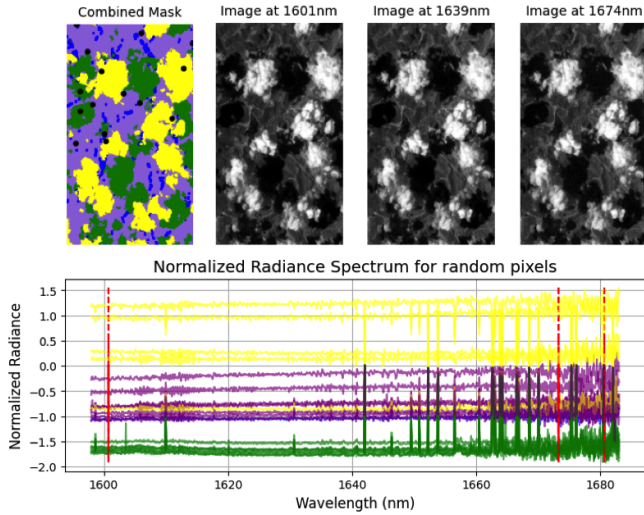 Combined Mask
Image at 1601nm
Image at 1639nm
Image at 1674nm
Normalized Radiance Spectrum for random pixels
Normalized Radiance
1.5
1.0
0.5
0.0
−0.5
−1.0
−1.5
−2.0
1600
1620
1640
1660
1680
Wavelength (nm)